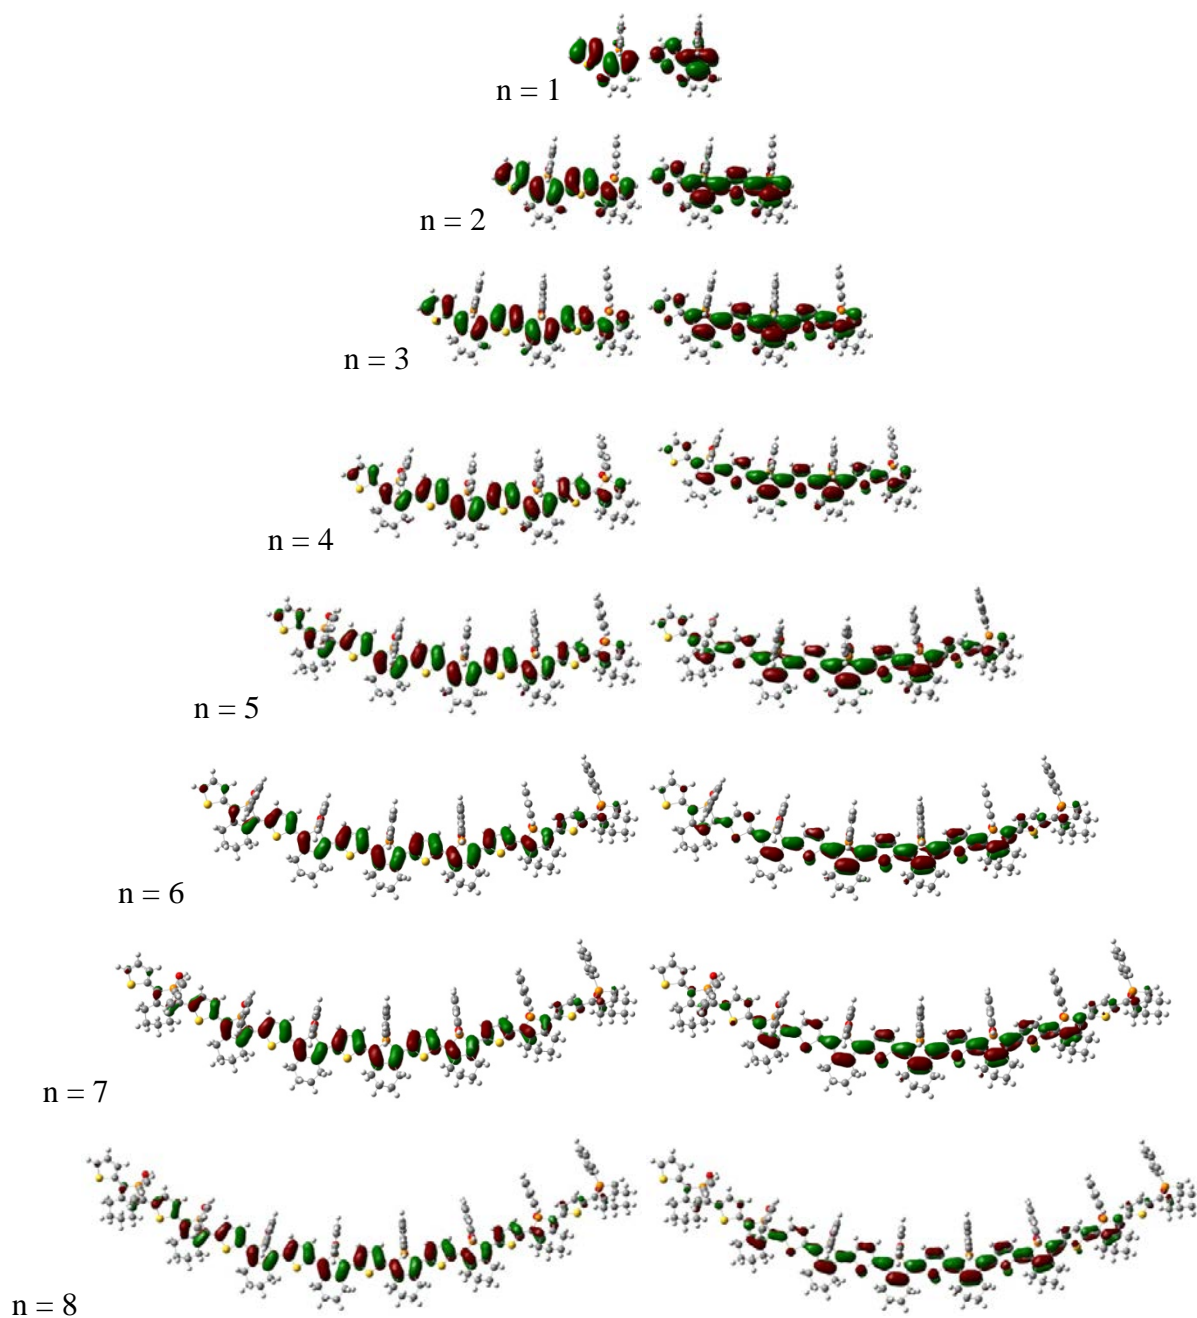 n = 1
n = 2
n = 3
n = 4
n = 5
n = 6
n = 7
n = 8